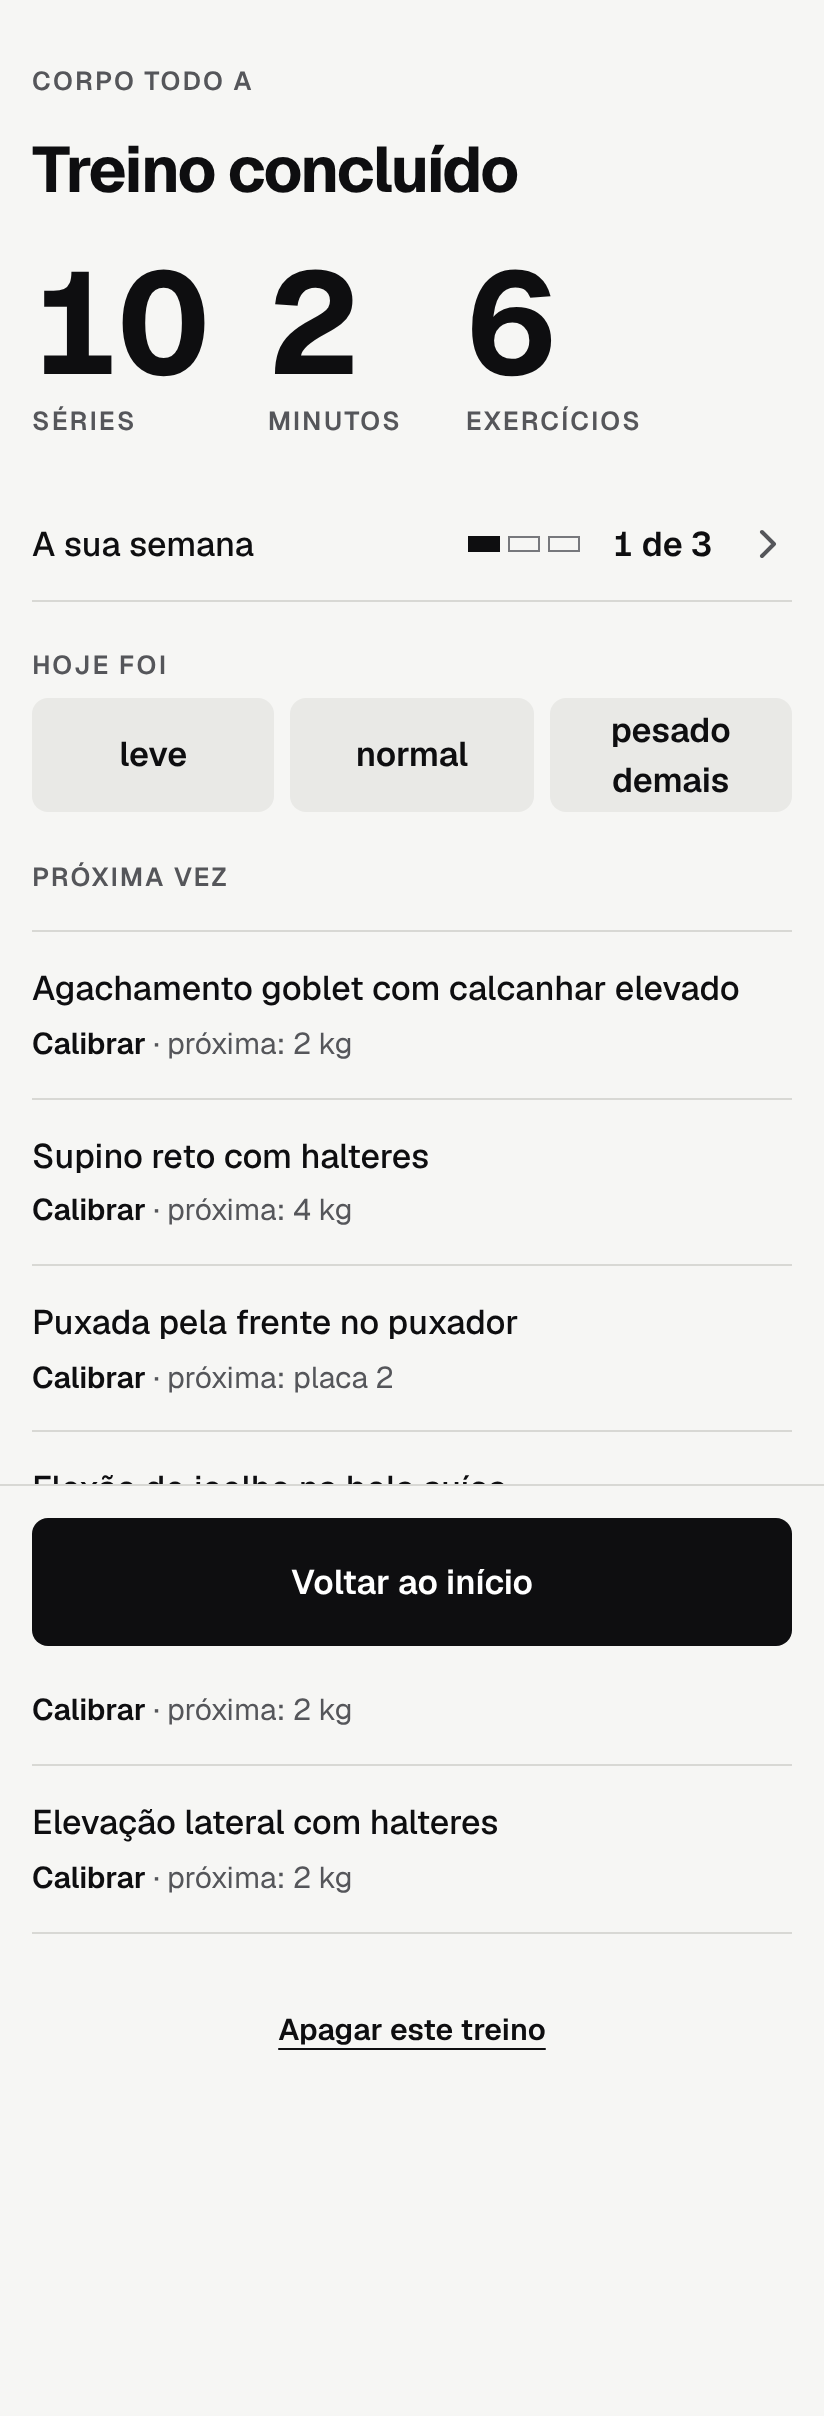 CORPO TODO A
Treino concluído
10 2 6
SÉRIES MINUTOS EXERCÍCIOS
A sua semana 1 de 3
HOJE FOI
leve normal pesado
demais
PRÓXIMA VEZ
Agachamento goblet com calcanhar elevado
Calibrar · próxima: 2 kg
Supino reto com halteres
Calibrar · próxima: 4 kg
Puxada pela frente no puxador
Calibrar · próxima: placa 2
Voltar ao início
Calibrar · próxima: 2 kg
Elevação lateral com halteres
Calibrar · próxima: 2 kg
Apagar este treino